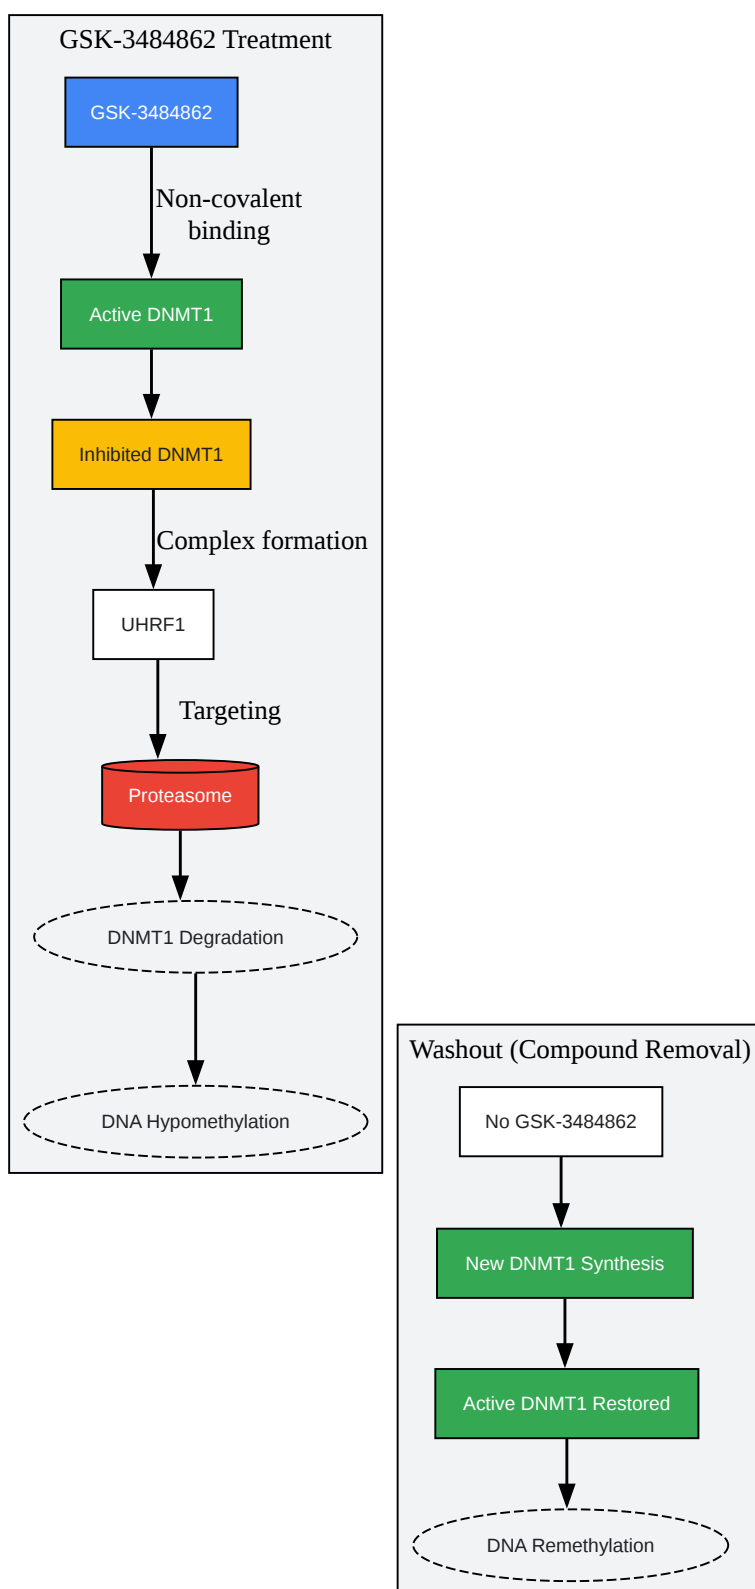 GSK-3484862 Treatment
GSK-3484862
Non-covalent
binding
Active DNMT1
Inhibited DNMT1
Complex formation
UHRF1
Targeting
Proteasome
DNMT1 Degradation
DNA Hypomethylation
Washout (Compound Removal)
No GSK-3484862
New DNMT1 Synthesis
Active DNMT1 Restored
DNA Remethylation